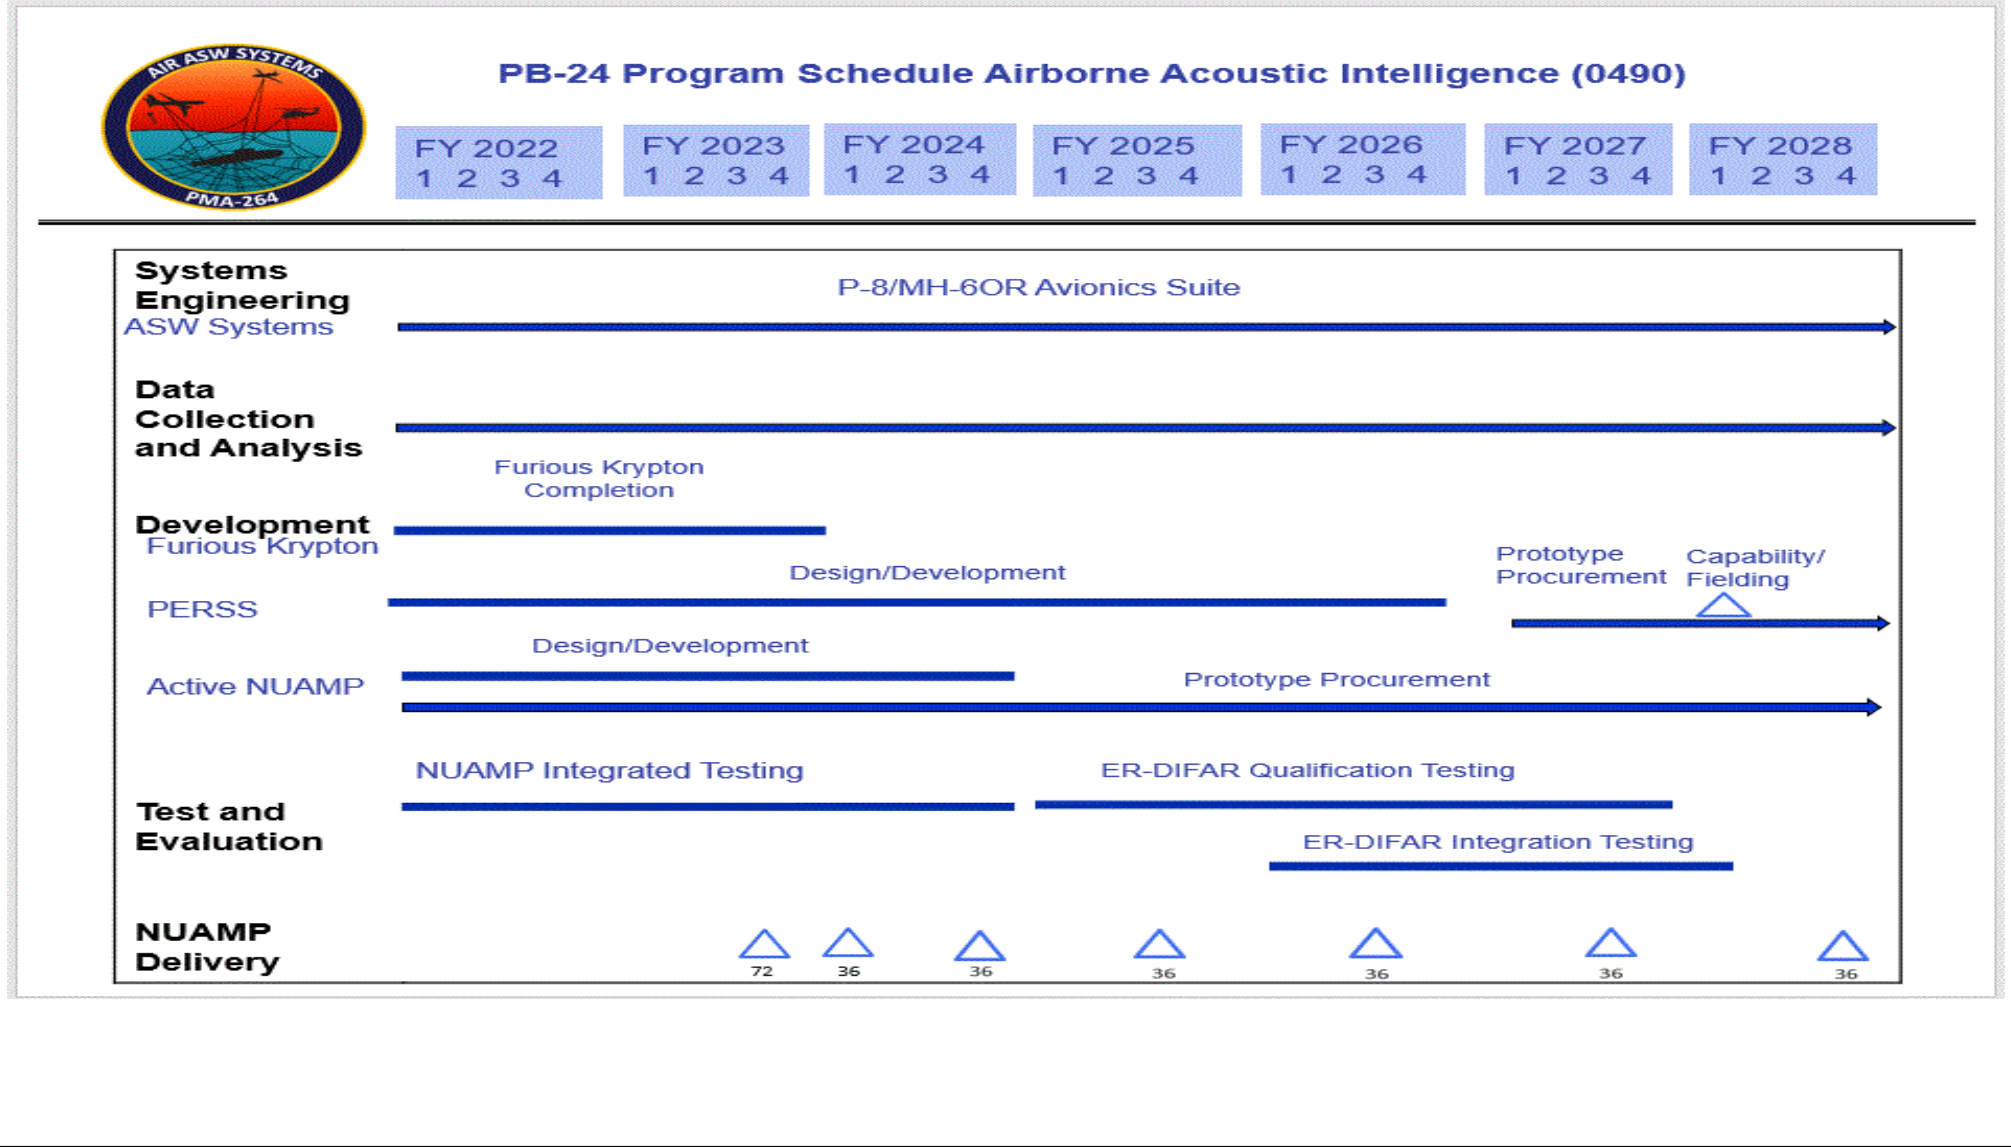 AIR ASW SYSTEMS
PMA-264
PB-24 Program Schedule Airborne Acoustic Intelligence (0490)
FY 2022 FY 2023 FY 2024 FY 2025 FY 2026 FY 2027 FY 2028
1 2 3 4 1 2 3 4 1 2 3 4 1 2 3 4 1 2 3 4 1 2 3 4 1 2 3 4
Systems
Engineering
P-8/MH-6OR Avionics Suite
ASW Systems
Data
Collection
and Analysis
Furious Krypton
Completion
Development
Furious Krypton
Prototype
Procurement
Capability/
Fielding
Design/Development
PERSS
Design/Development
Active NUAMP
Prototype Procurement
NUAMP Integrated Testing
ER-DIFAR Qualification Testing
Test and
Evaluation
ER-DIFAR Integration Testing
NUAMP
Delivery
72 36 36 36 36 36 36